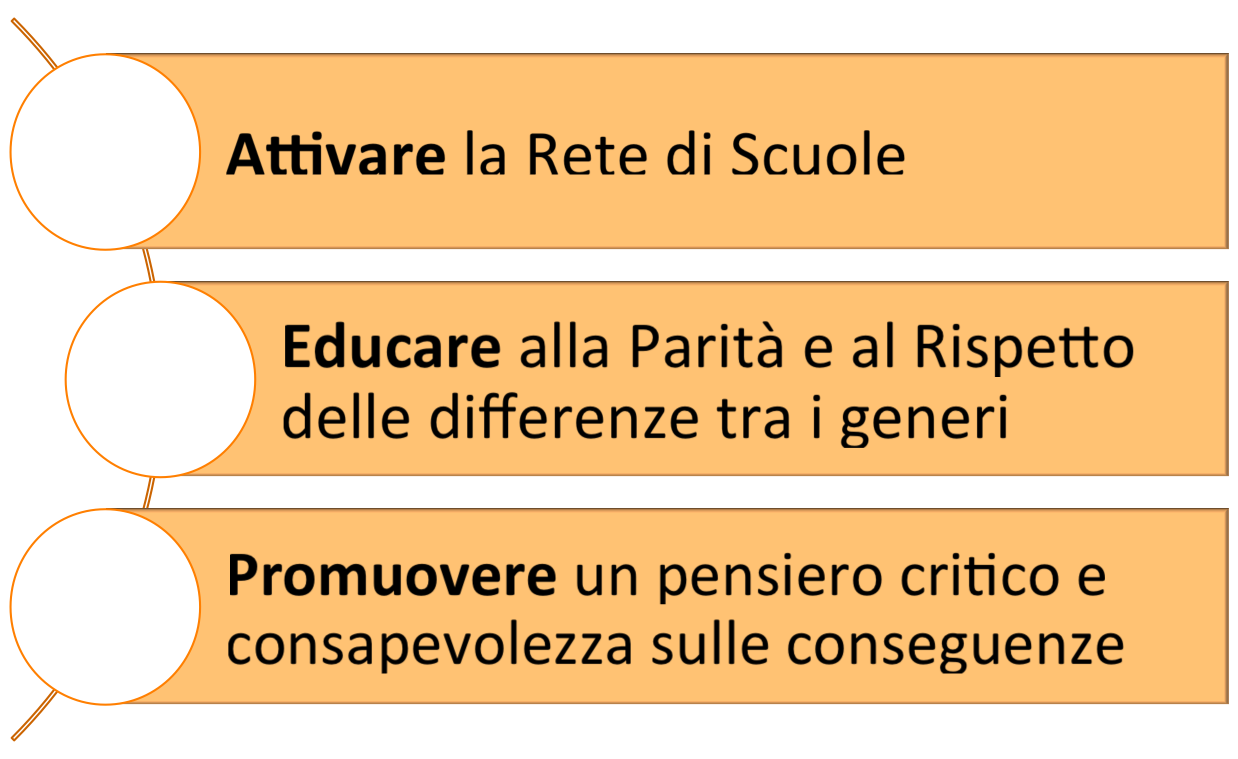 Attivare la Rete di Scuole
Educare alla Parità e al Rispetto
delle differenze tra i generi
Promuovere un pensiero critico e
consapevolezza sulle conseguenze